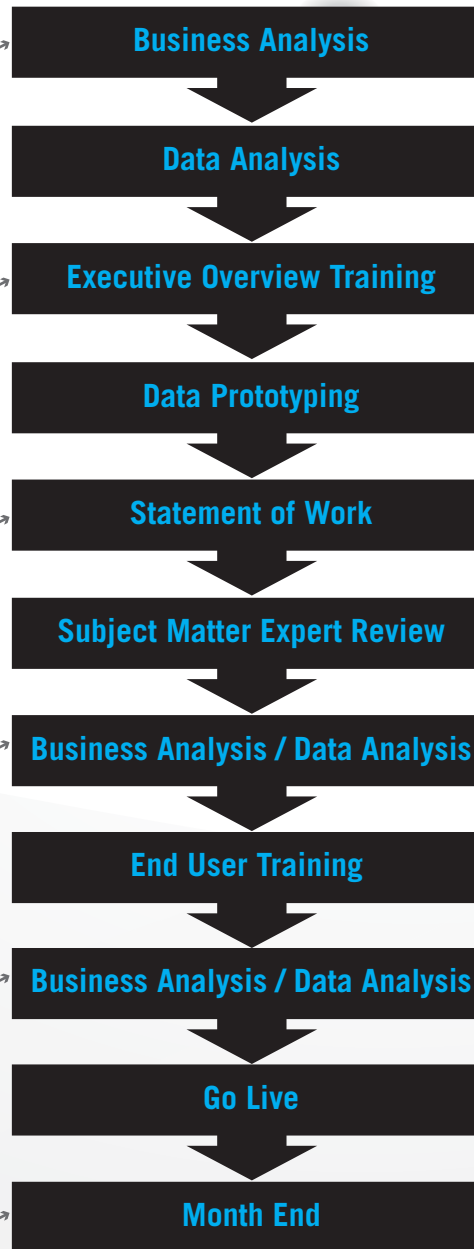 Business Analysis
Data Analysis
Executive Overview Training
Data Prototyping
Statement of Work
Subject Matter Expert Review
Business Analysis / Data Analysis
End User Training
Business Analysis / Data Analysis
Go Live
Month End